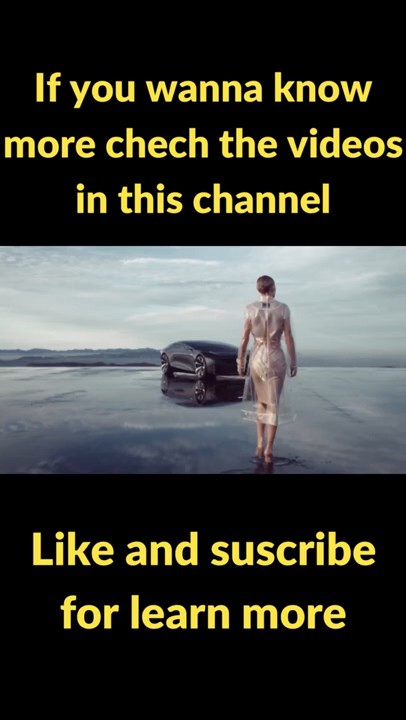 If you wanna know
more chech the videos
in this channel
Like and suscribe
for learn more